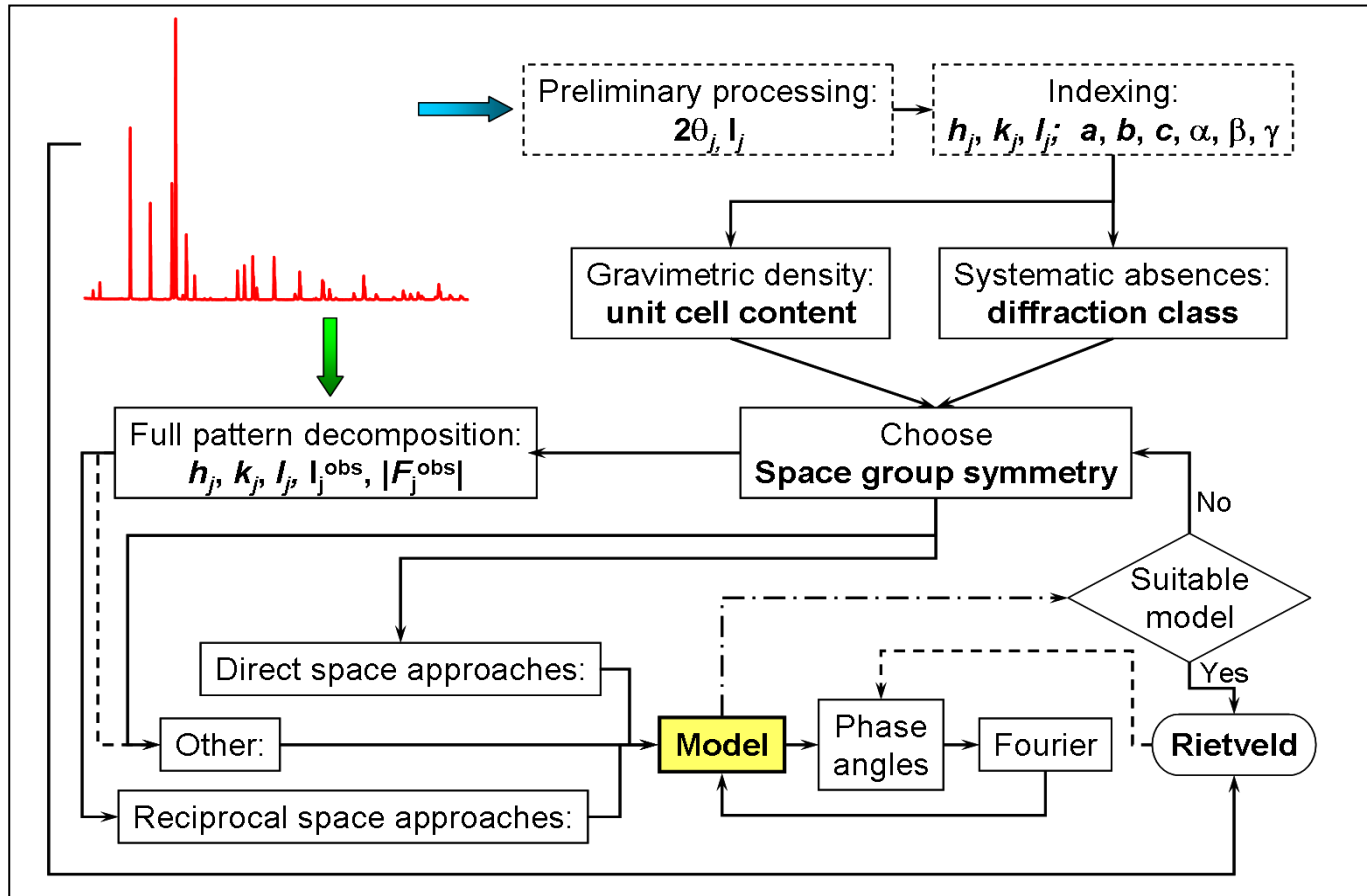 Preliminary processing:
2θj, Ij
Indexing:
hj, kj, lj; a, b, c, α, β, γ
Gravimetric density:
unit cell content
Systematic absences:
diffraction class
Full pattern decomposition:
hj, kj, lj, Ijobs, |Fjobs|
Choose
Space group symmetry
No
Suitable
model
Yes
Direct space approaches:
Other:
Model
Phase
angles
Fourier
Rietveld
Reciprocal space approaches: